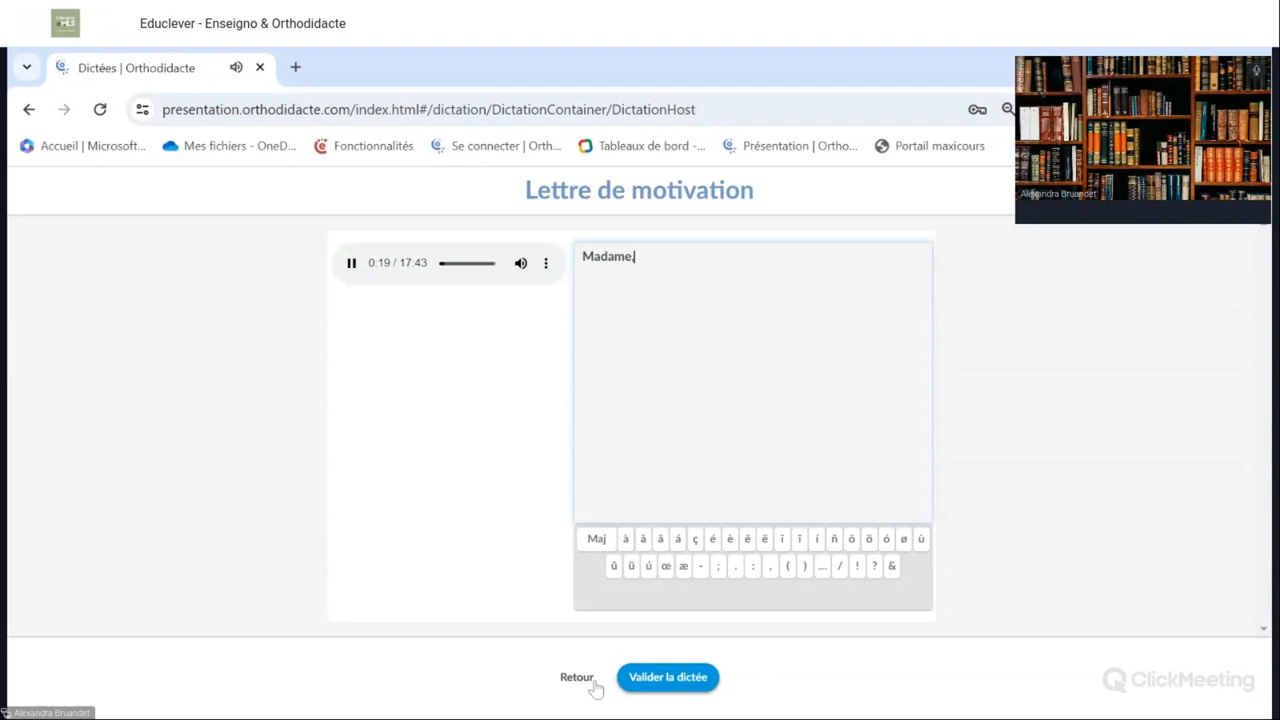 Educlever - Enseigno & Orthodidacte
Dictées | Orthodidacte
presentation.orthodidacte.com/index.html#/dictation/DictationContainer/DictationHost
Accueil | Microsoft... Mes fichiers - OneD... Fonctionnalités Se connecter | Orth... Tableaux de bord -... Présentation | Ortho... Portail maxicours
Alexandra Bruandet
Lettre de motivation
0:19 / 17:43
Madame,
Maj à â ä á ç é è ê ë î ï í ñ ô ö ó ø ù
û ü ú œ æ - ; . : , ( ) ... / ! ? &
Retour Valider la dictée
ClickMeeting
Alexandra Bruandet